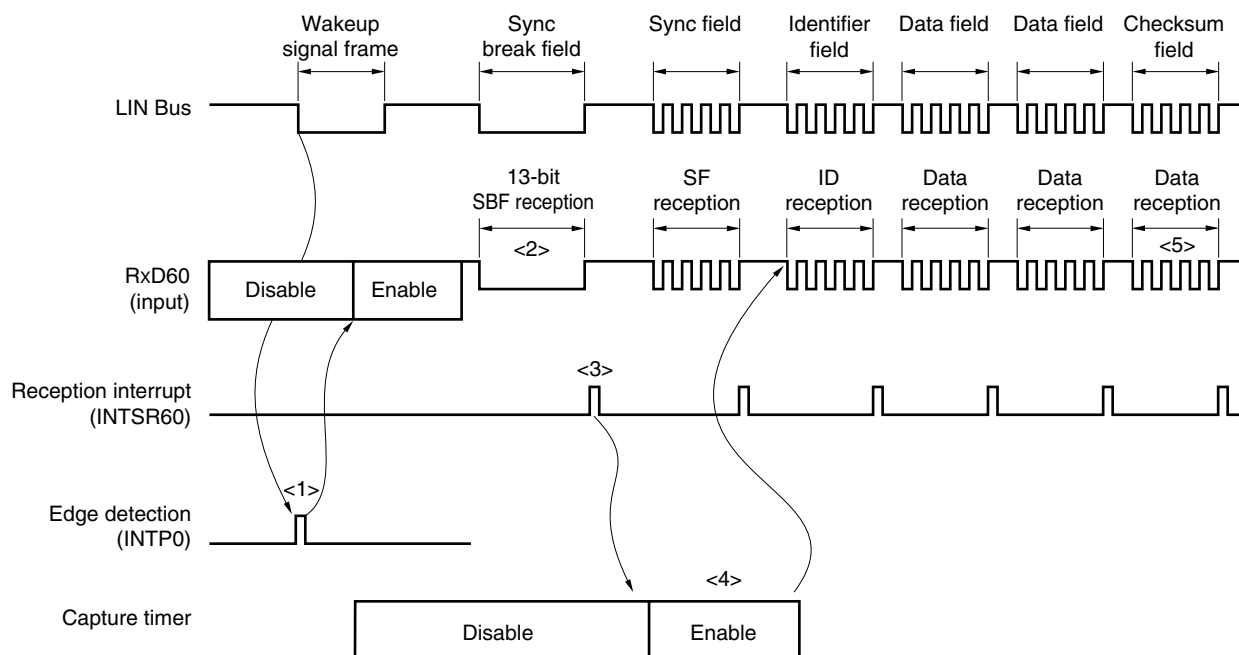 Wakeup
signal frame
Sync
break field
Sync field
Identifier
field
Data field
Data field
Checksum
field
LIN Bus
13-bit
SBF reception
SF
reception
ID
reception
Data
reception
Data
reception
Data
reception
<2>
<5>
RxD60
(input)
Disable
Enable
Reception interrupt
(INTSR60)
<3>
Edge detection
(INTP0)
<1>
Capture timer
Disable
Enable
<4>